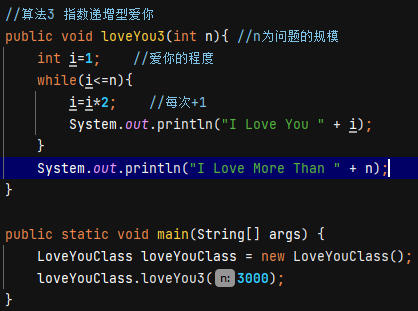 //算法3 指数递增型爱你
public void loveYou3(int n){ //n为问题的规模
    int i=1;    //爱你的程度
    while(i<=n){
        i=i*2;    //每次+1
        System.out.println("I Love You " + i);
    }
    System.out.println("I Love More Than " + n);
}

public static void main(String[] args) {
    LoveYouClass loveYouClass = new LoveYouClass();
    loveYouClass.loveYou3( n: 3000);
}